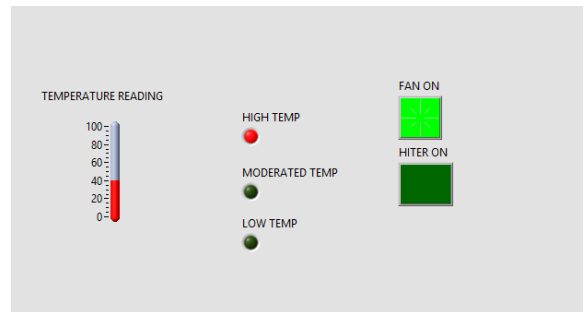 TEMPERATURE READING
100
80
60
40
20
0
HIGH TEMP
MODERATED TEMP
LOW TEMP
FAN ON
HITER ON